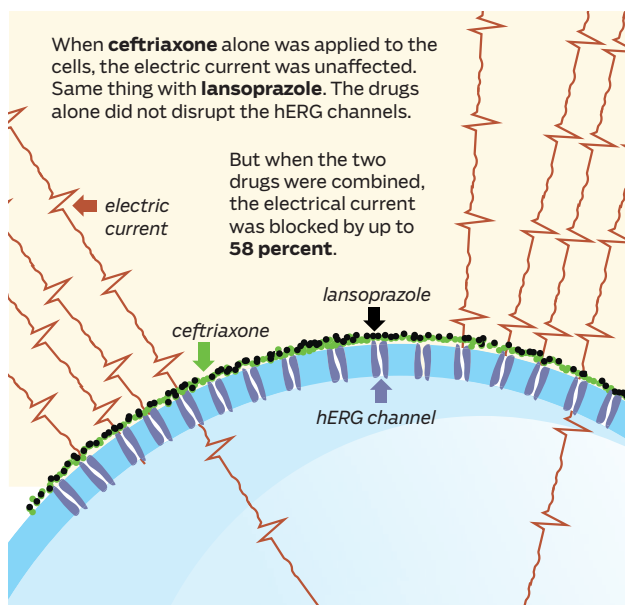 When ceftriaxone alone was applied to the
cells, the electric current was unaffected.
Same thing with lansoprazole. The drugs
alone did not disrupt the hERG channels.
But when the two
drugs were combined,
the electrical current
was blocked by up to
58 percent.
electric
current
lansoprazole
ceftriaxone
hERG channel